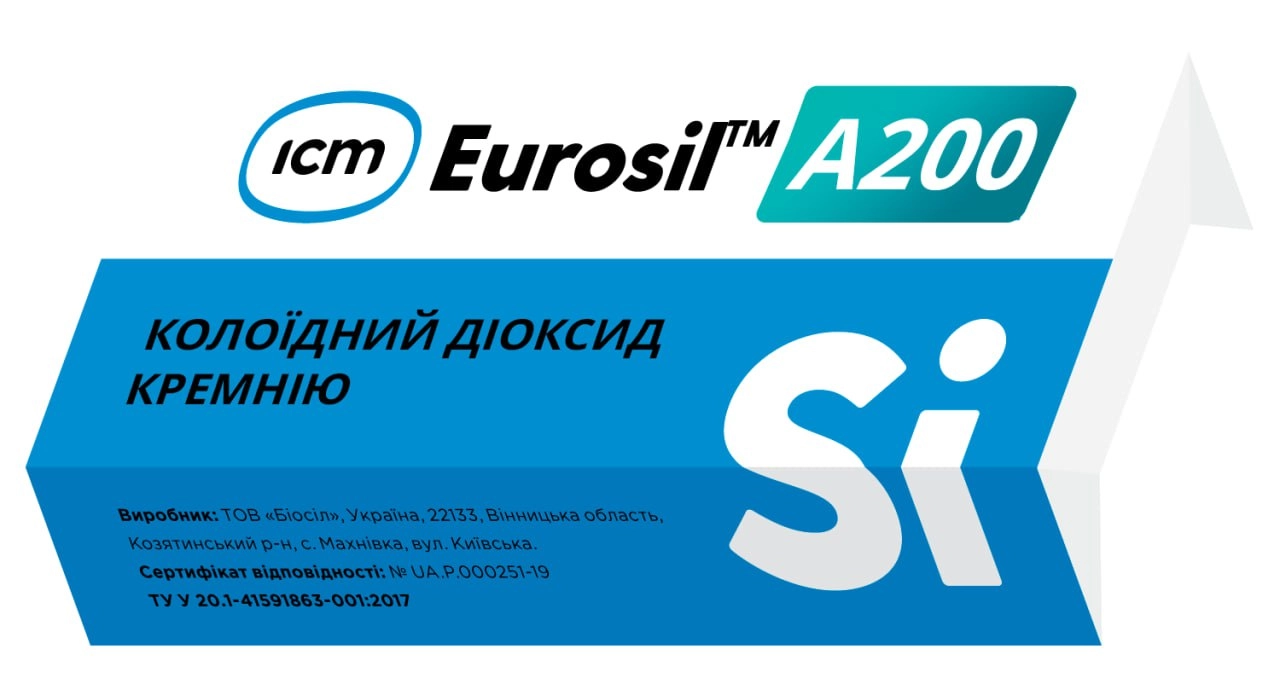 ıcm Eurosil™ A200
КОЛОЇДНИЙ ДІОКСИД
КРЕМНІЮ
Si
Виробник: ТОВ «Біосіл», Україна, 22133, Вінницька область,
Козятинський р-н, с. Махнівка, вул. Київська.
Сертифікат відповідності: № UA.P.000251-19
ТУ У 20.1-41591863-001:2017